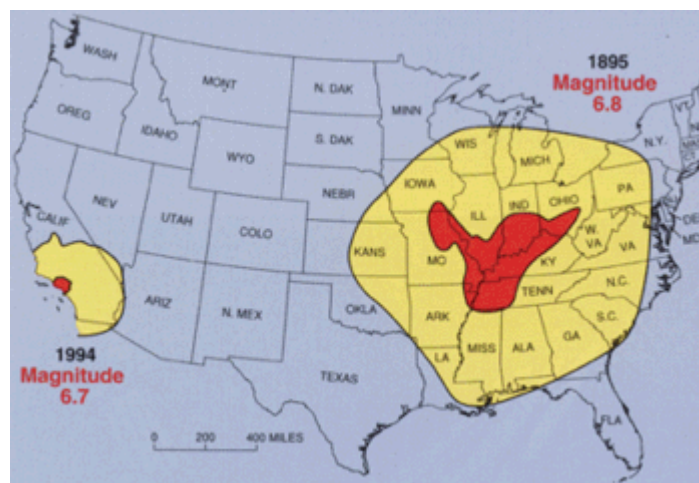 1895
Magnitude
6.8
WASH
MONT
N. DAK
MINN
VT
N.Y.
OREG
IDAHO
S. DAK
WIS
MICH
WYO
IOWA
PA
NEBR
NEV
ILL
IND
OHIO
UTAH
COLO
W.
VA
VA
CALIF
KANS
MO
KY
N.C.
TENN
ARIZ
N. MEX
OKLA
ARK
S.C.
MISS
ALA
GA
LA
1994
Magnitude
6.7
TEXAS
FLA
0 200 400 MILES